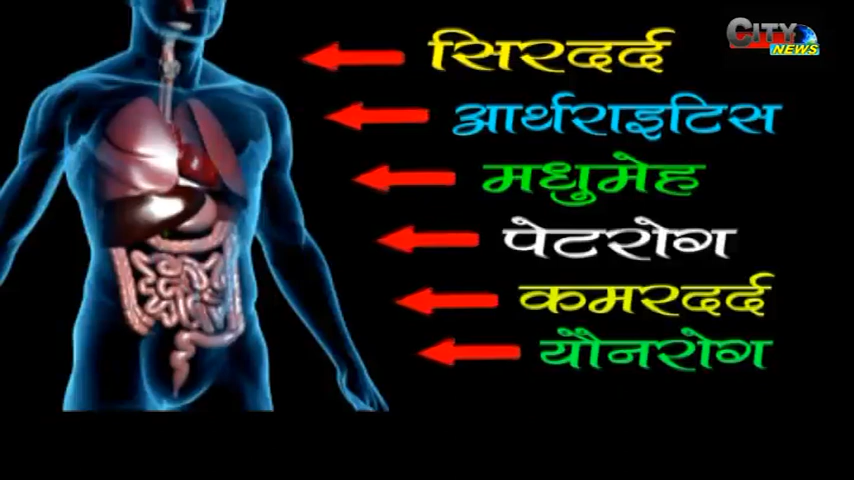 CITY
NEWS
सिरदर्द
आर्थराइटिस
मधुमेह
पेटरोग
कमरदर्द
यौनरोग